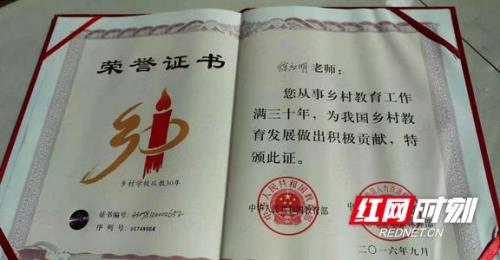 荣誉证书
乡村学校从教30年
证书编号:
序列号:
老师:
您从事乡村教育工作
满三十年,为我国乡村教
育发展做出积极贡献,特
颁此证。
中华人民共和国教育部
二〇一六年九月
红网时刻
REDNET.CN